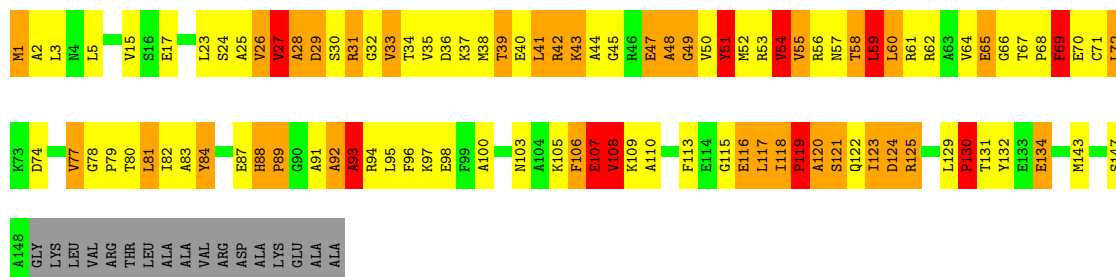 M1 A2 L3 N4 L5 V15 S16 E17 L23 S24 A25 V26 V27 A28 D29 S30 R31 G32 V33 T34 V35 D36 K37 M38 T39 E40 L41 R42 K43 A44 G45 R46 E47 A48 G49 V50 Y51 M52 R53 V54 V55 R56 N57 T58 L59 L60 R61 R62 A63 V64 E65 G66 T67 P68 F69 E70 C71 L72
K73 D74 V77 G78 P79 T80 L81 I82 A83 Y84 E87 H88 P89 G90 A91 A92 A93 R94 L95 F96 K97 E98 F99 A100 N103 A104 K105 F106 E107 V108 K109 A110 F113 E114 G115 E116 L117 I118 P119 A120 S121 Q122 I123 D124 R125 L129 P130 T131 Y132 E133 E134 M143 S147
A148 GLY LYS LEU VAL ARG THR LEU ALA ALA VAL ARG ASP ALA LYS GLU ALA ALA